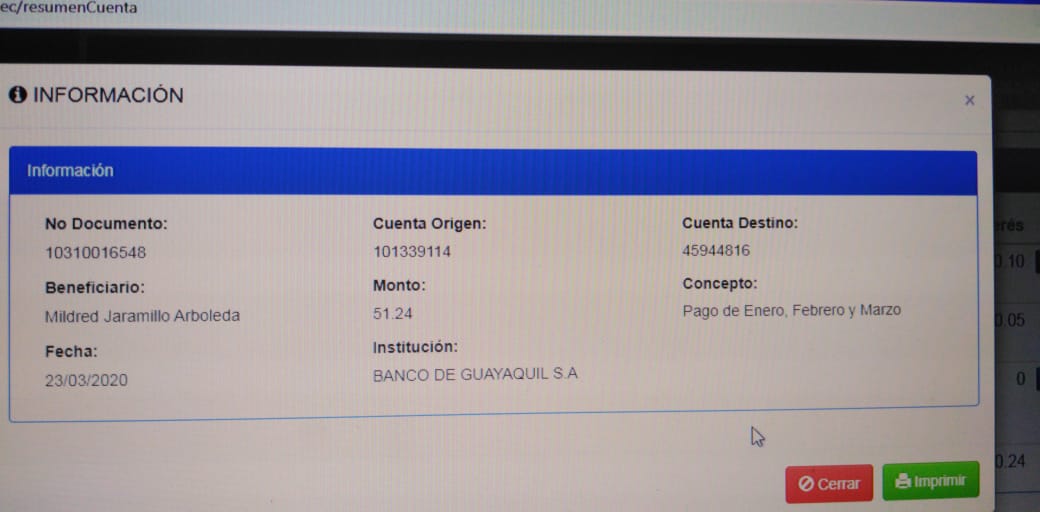 ec/resumenCuenta
INFORMACIÓN
×
Información
No Documento:
10310016548
Cuenta Origen:
101339114
Cuenta Destino:
45944816
Beneficiario:
Mildred Jaramillo Arboleda
Monto:
51.24
Concepto:
Pago de Enero, Febrero y Marzo
Fecha:
23/03/2020
Institución:
BANCO DE GUAYAQUIL S.A
erés
0.10
0.05
0
0.24
Cerrar
Imprimir